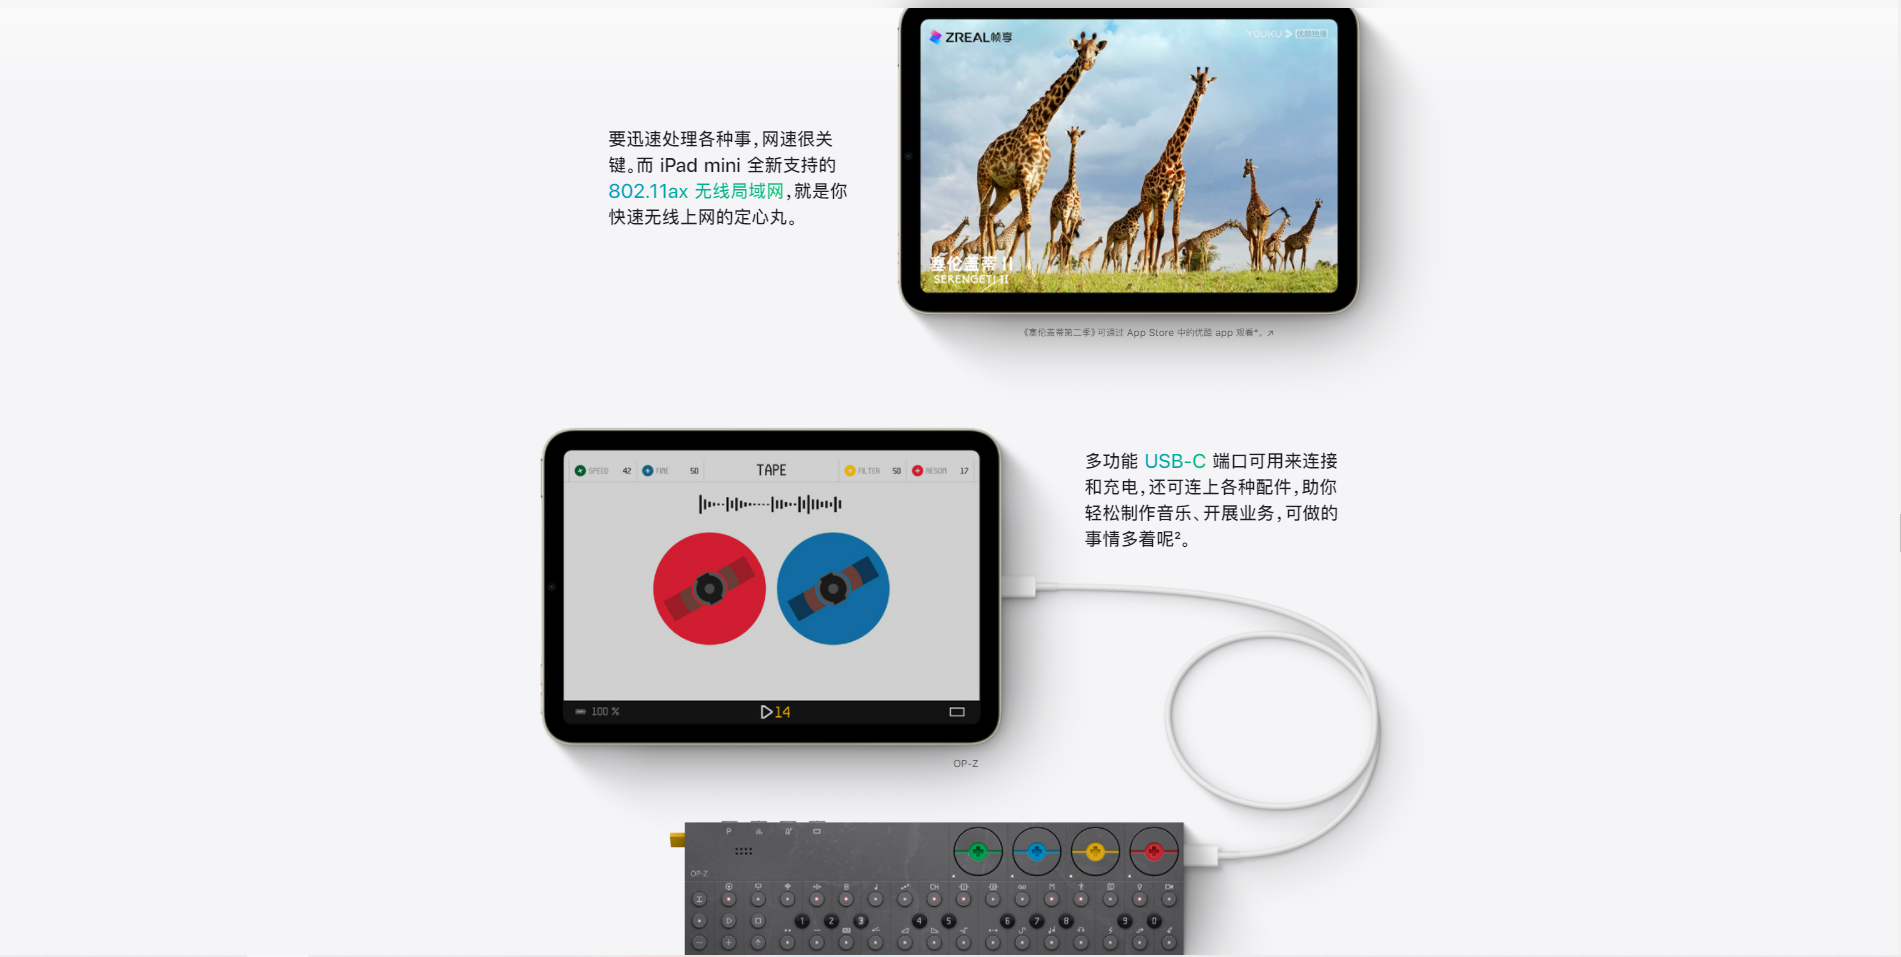 ZREAL帧享
YOUKU 优酷独播
要迅速处理各种事，网速很关
键。而 iPad mini 全新支持的
802.11ax 无线局域网，就是你
快速无线上网的定心丸。
塞伦盖蒂 II
SERENGETI II
《塞伦盖蒂第二季》可通过 App Store 中的优酷 app 观看*。↗
多功能 USB-C 端口可用来连接
和充电，还可连上各种配件，助你
轻松制作音乐、开展业务，可做的
事情多着呢²。
SPEED 42 FINE 50 TAPE FILTER 50 RESON 17
100 % 14
OP-Z
P
OP-Z
CH
M
1 2 3 4 5 6 7 8 9 0